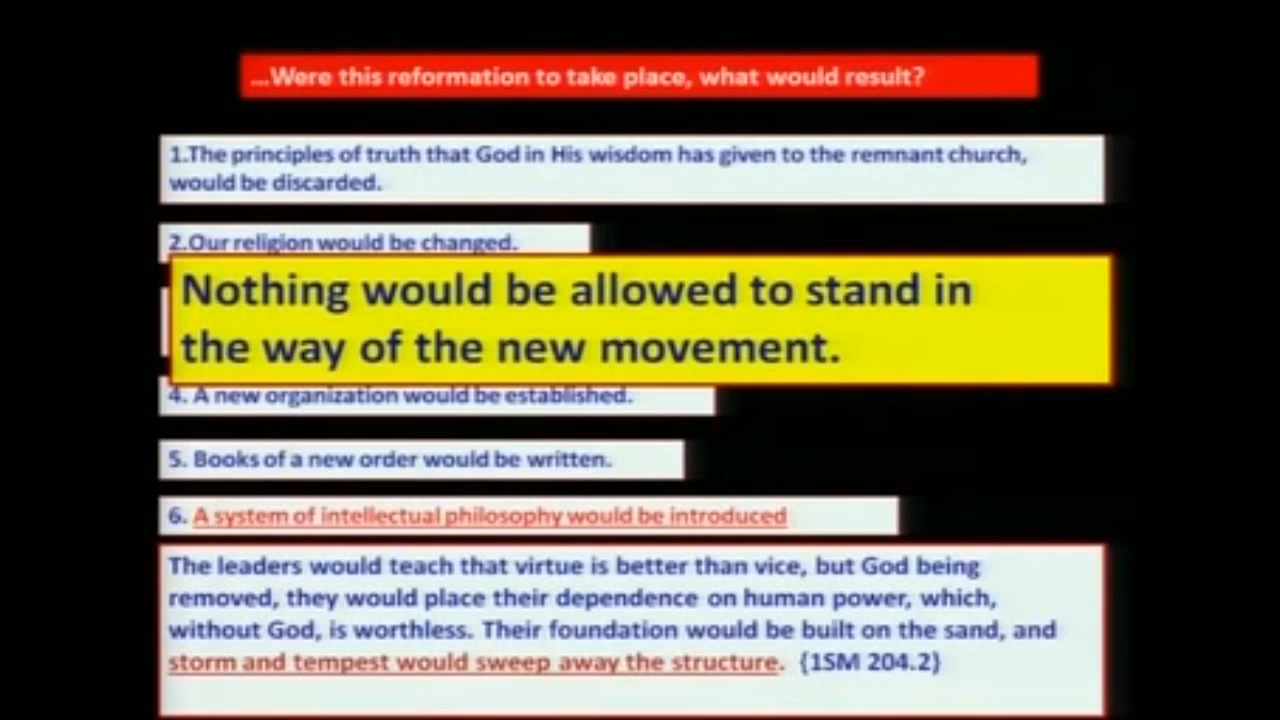 ...Were this reformation to take place, what would result?
1.The principles of truth that God in His wisdom has given to the remnant church,
would be discarded.
2.Our religion would be changed.
Nothing would be allowed to stand in
the way of the new movement.
4. A new organization would be established.
5. Books of a new order would be written.
6. A system of intellectual philosophy would be introduced
The leaders would teach that virtue is better than vice, but God being
removed, they would place their dependence on human power, which,
without God, is worthless. Their foundation would be built on the sand, and
storm and tempest would sweep away the structure. {1SM 204.2}